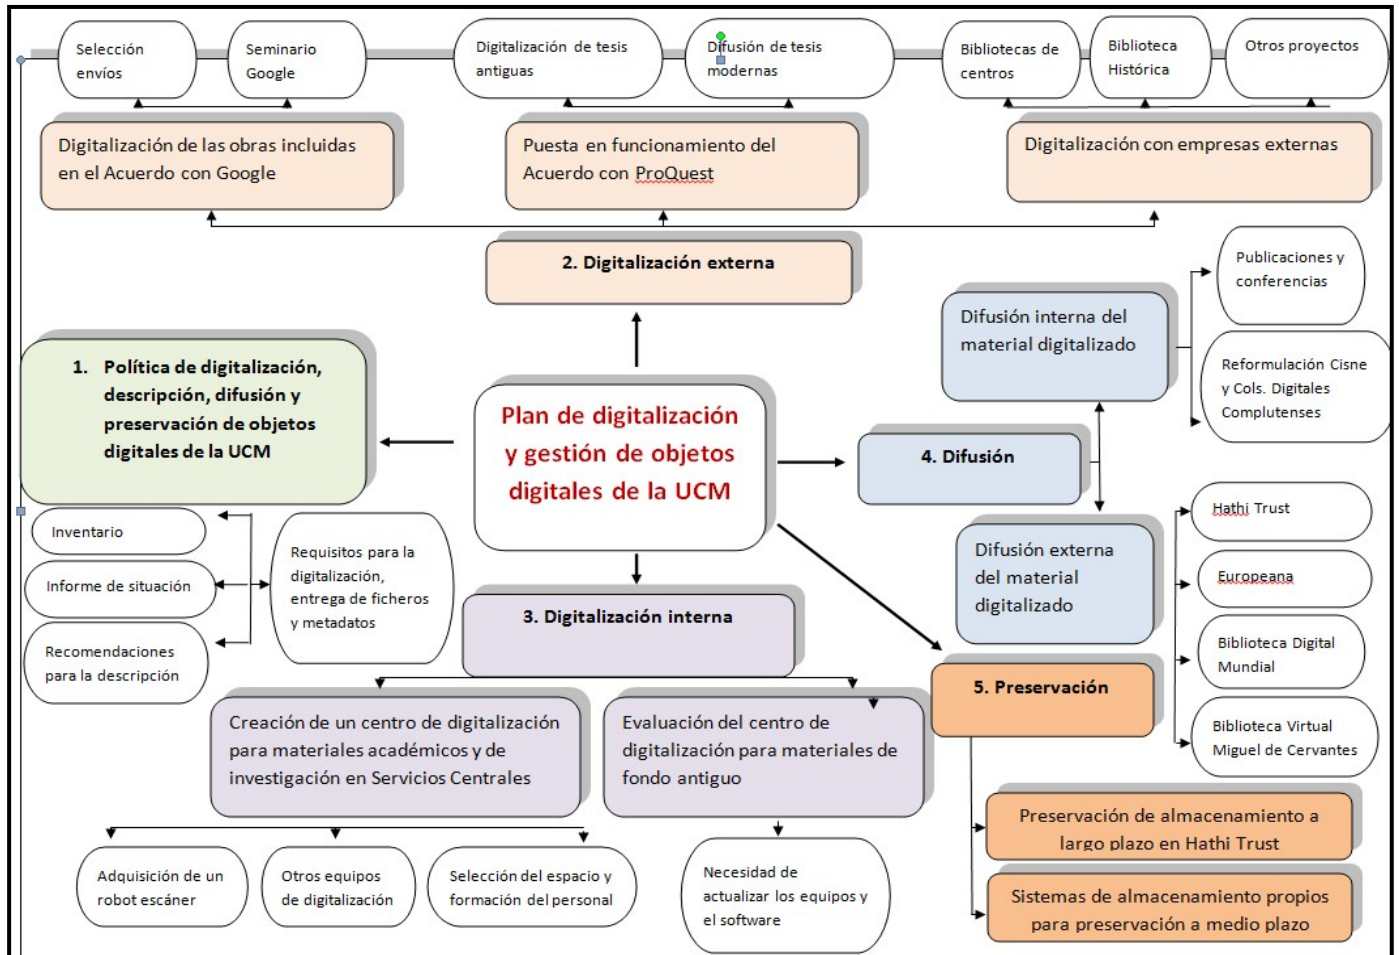 Selección
envíos
Seminario
Google
Digitalización de tesis
antiguas
Difusión de tesis
modernas
Bibliotecas de
centros
Biblioteca
Histórica
Otros proyectos
Digitalización de las obras incluidas
en el Acuerdo con Google
Puesta en funcionamiento del
Acuerdo con ProQuest
Digitalización con empresas externas
2. Digitalización externa
Publicaciones y
conferencias
Difusión interna del
material digitalizado
Reformulación Cisne
y Cols. Digitales
Complutenses
1. Política de digitalización,
descripción, difusión y
preservación de objetos
digitales de la UCM
Plan de digitalización
y gestión de objetos
digitales de la UCM
4. Difusión
Inventario
Informe de situación
Recomendaciones
para la descripción
Requisitos para la
digitalización,
entrega de ficheros
y metadatos
Difusión externa
del material
digitalizado
Hathi Trust
Europeana
Biblioteca Digital
Mundial
Biblioteca Virtual
Miguel de Cervantes
3. Digitalización interna
5. Preservación
Creación de un centro de digitalización
para materiales académicos y de
investigación en Servicios Centrales
Evaluación del centro de
digitalización para materiales de
fondo antiguo
Preservación de almacenamiento a
largo plazo en Hathi Trust
Sistemas de almacenamiento propios
para preservación a medio plazo
Adquisición de un
robot escáner
Otros equipos
de digitalización
Selección del espacio y
formación del personal
Necesidad de
actualizar los equipos y
el software